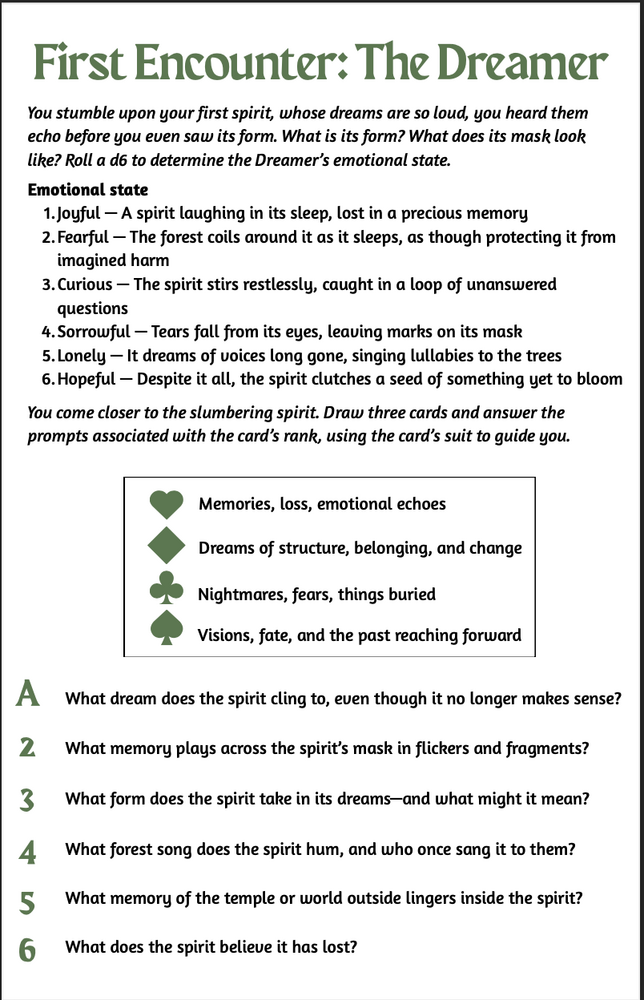 First Encounter: The Dreamer
You stumble upon your first spirit, whose dreams are so loud, you heard them
echo before you even saw its form. What is its form? What does its mask look
like? Roll a d6 to determine the Dreamer's emotional state.
Emotional state
1. Joyful — A spirit laughing in its sleep, lost in a precious memory
2. Fearful — The forest coils around it as it sleeps, as though protecting it from
imagined harm
3. Curious — The spirit stirs restlessly, caught in a loop of unanswered
questions
4. Sorrowful — Tears fall from its eyes, leaving marks on its mask
5. Lonely — It dreams of voices long gone, singing lullabies to the trees
6. Hopeful — Despite it all, the spirit clutches a seed of something yet to bloom
You come closer to the slumbering spirit. Draw three cards and answer the
prompts associated with the card's rank, using the card's suit to guide you.
Memories, loss, emotional echoes
Dreams of structure, belonging, and change
Nightmares, fears, things buried
Visions, fate, and the past reaching forward
A What dream does the spirit cling to, even though it no longer makes sense?
2 What memory plays across the spirit's mask in flickers and fragments?
3 What form does the spirit take in its dreams—and what might it mean?
4 What forest song does the spirit hum, and who once sang it to them?
5 What memory of the temple or world outside lingers inside the spirit?
6 What does the spirit believe it has lost?